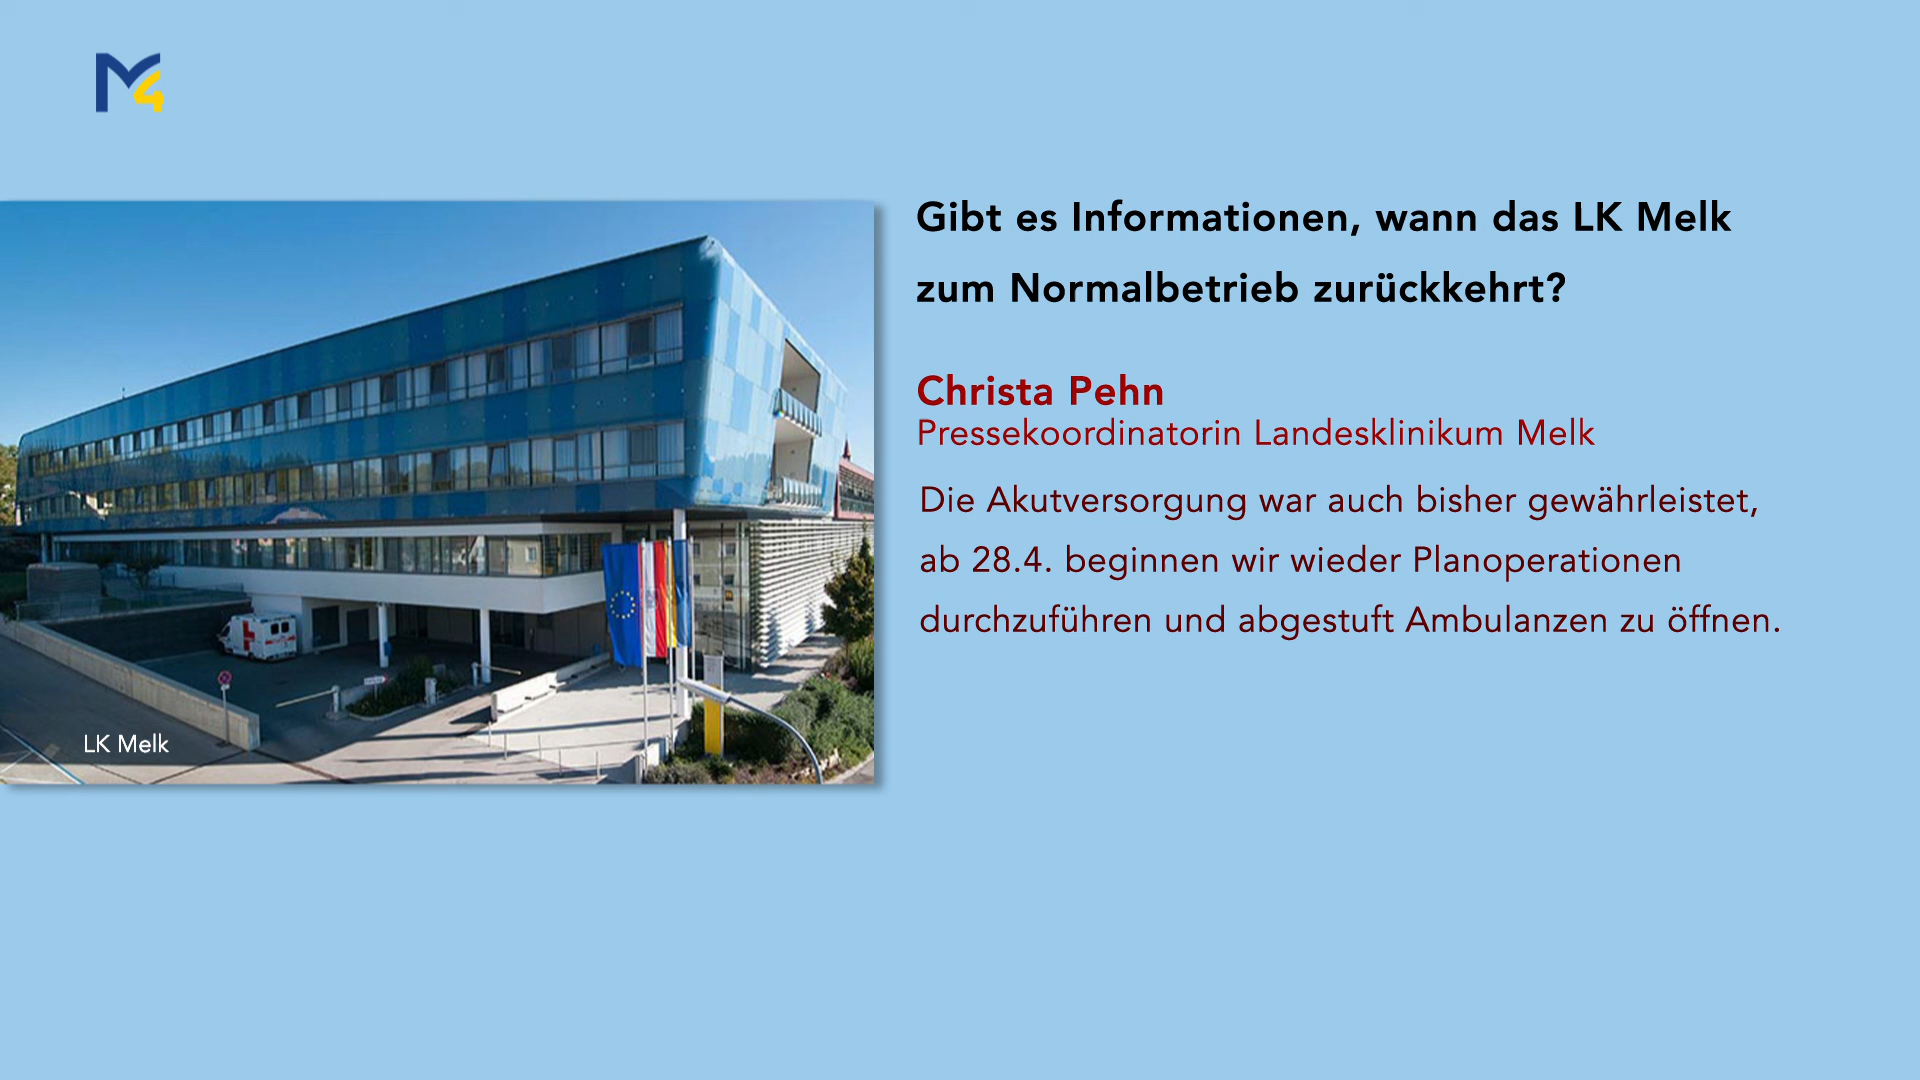 M4
Gibt es Informationen, wann das LK Melk
zum Normalbetrieb zurückkehrt?
Christa Pehn
Pressekoordinatorin Landesklinikum Melk
Die Akutversorgung war auch bisher gewährleistet,
ab 28.4. beginnen wir wieder Planoperationen
durchzuführen und abgestuft Ambulanzen zu öffnen.
LK Melk